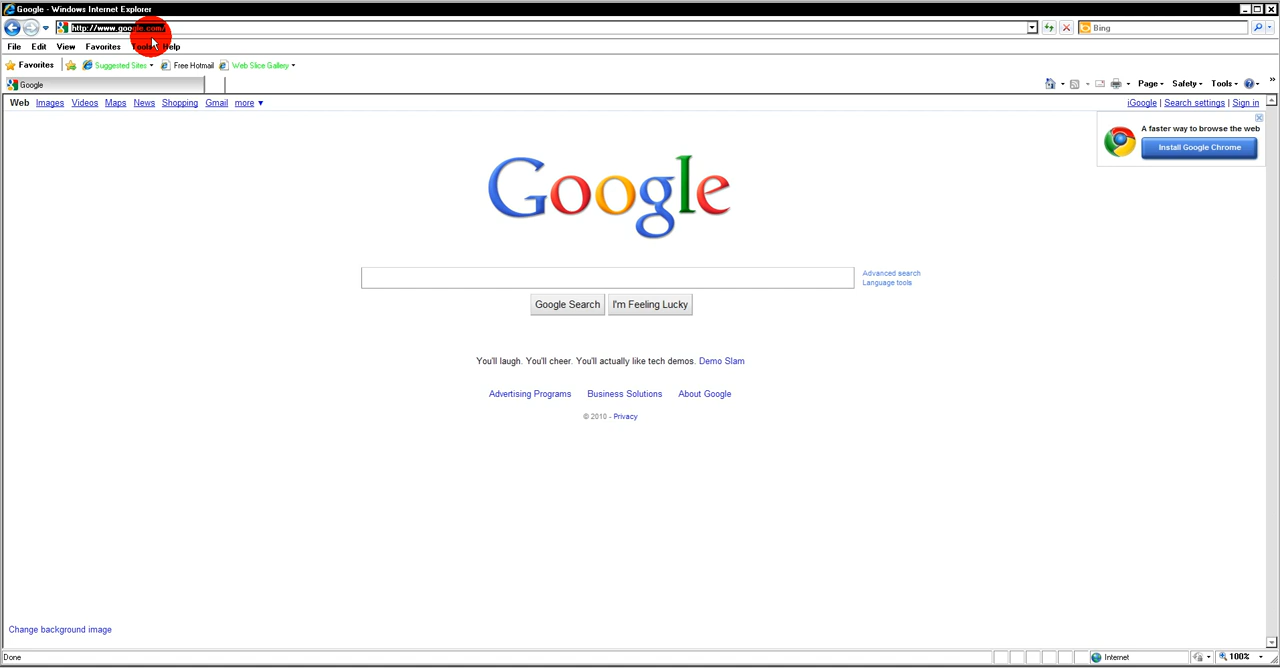 Google - Windows Internet Explorer
http://www.google.com/
Bing
File Edit View Favorites Tools Help
Favorites Suggested Sites Free Hotmail Web Slice Gallery
Google
Page Safety Tools »
Web Images Videos Maps News Shopping Gmail more ▼
iGoogle | Search settings | Sign in
A faster way to browse the web
Install Google Chrome
Google
Advanced search
Language tools
Google Search I'm Feeling Lucky
You'll laugh. You'll cheer. You'll actually like tech demos. Demo Slam
Advertising Programs Business Solutions About Google
© 2010 - Privacy
Change background image
Done
Internet
100%